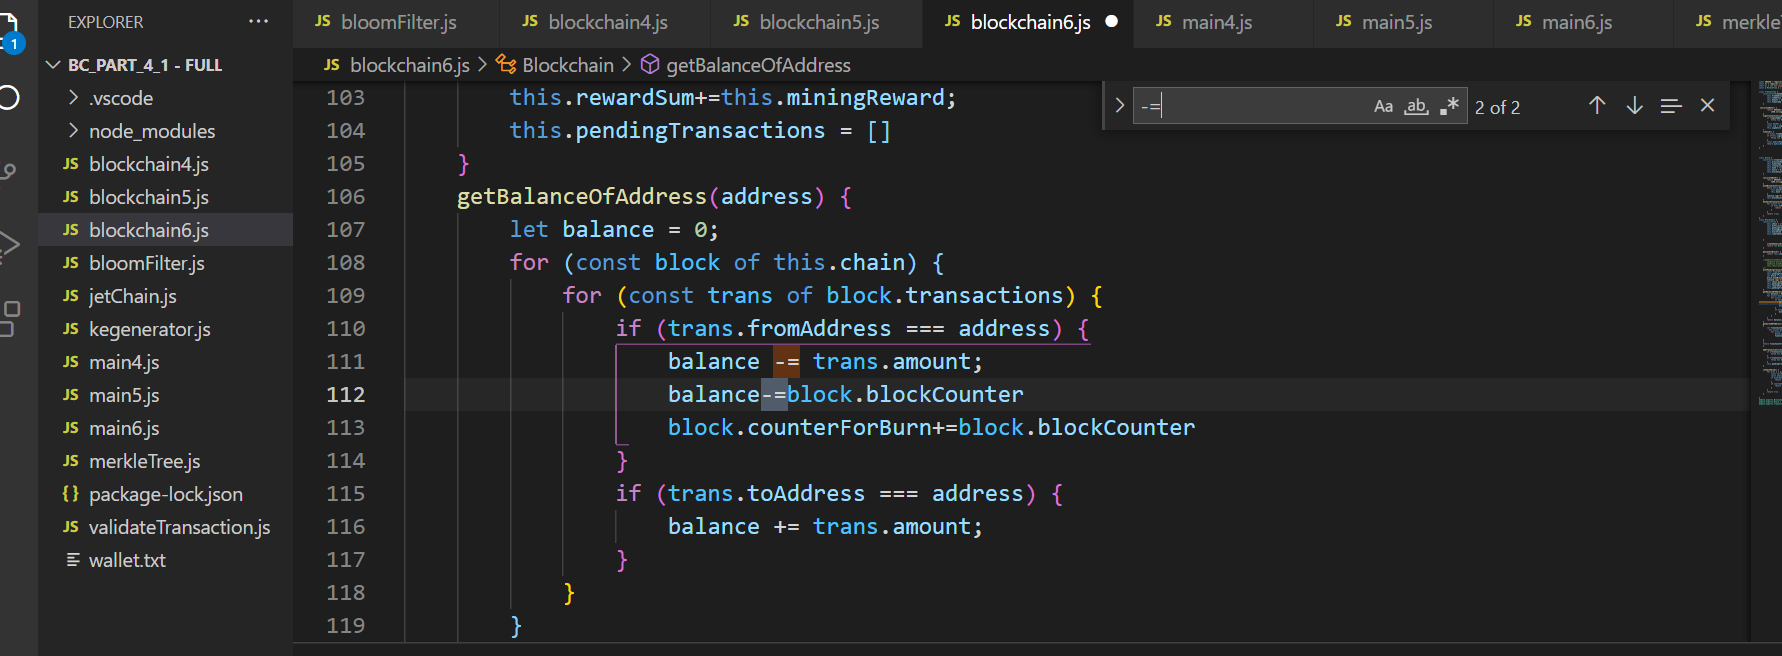 EXPLORER ···
JS bloomFilter.js JS blockchain4.js JS blockchain5.js JS blockchain6.js ● JS main4.js JS main5.js JS main6.js JS merkle
1
BC_PART_4_1 - FULL
.vscode
node_modules
JS blockchain4.js
JS blockchain5.js
JS blockchain6.js
JS bloomFilter.js
JS jetChain.js
JS kegenerator.js
JS main4.js
JS main5.js
JS main6.js
JS merkleTree.js
{} package-lock.json
JS validateTransaction.js
wallet.txt
JS blockchain6.js > Blockchain > getBalanceOfAddress
-= Aa ab .* 2 of 2
103 this.rewardSum+=this.miningReward;
104 this.pendingTransactions = []
105 }
106 getBalanceOfAddress(address) {
107 let balance = 0;
108 for (const block of this.chain) {
109 for (const trans of block.transactions) {
110 if (trans.fromAddress === address) {
111 balance -= trans.amount;
112 balance-=block.blockCounter
113 block.counterForBurn+=block.blockCounter
114 }
115 if (trans.toAddress === address) {
116 balance += trans.amount;
117 }
118 }
119 }